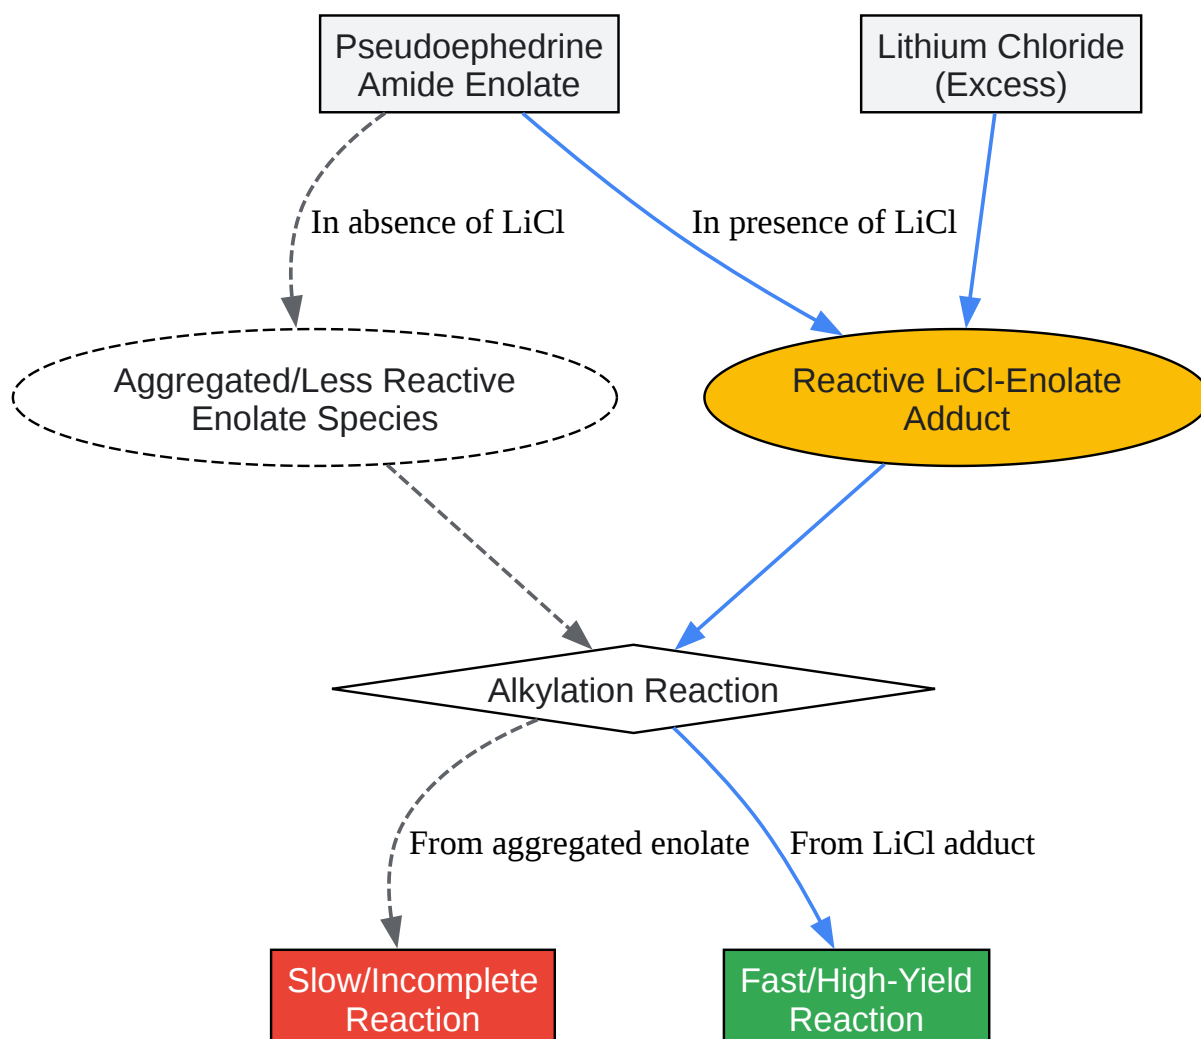 Pseudoephedrine
Amide Enolate
Lithium Chloride
(Excess)
In absence of LiCl
In presence of LiCl
Aggregated/Less Reactive
Enolate Species
Reactive LiCl-Enolate
Adduct
Alkylation Reaction
From aggregated enolate
From LiCl adduct
Slow/Incomplete
Reaction
Fast/High-Yield
Reaction